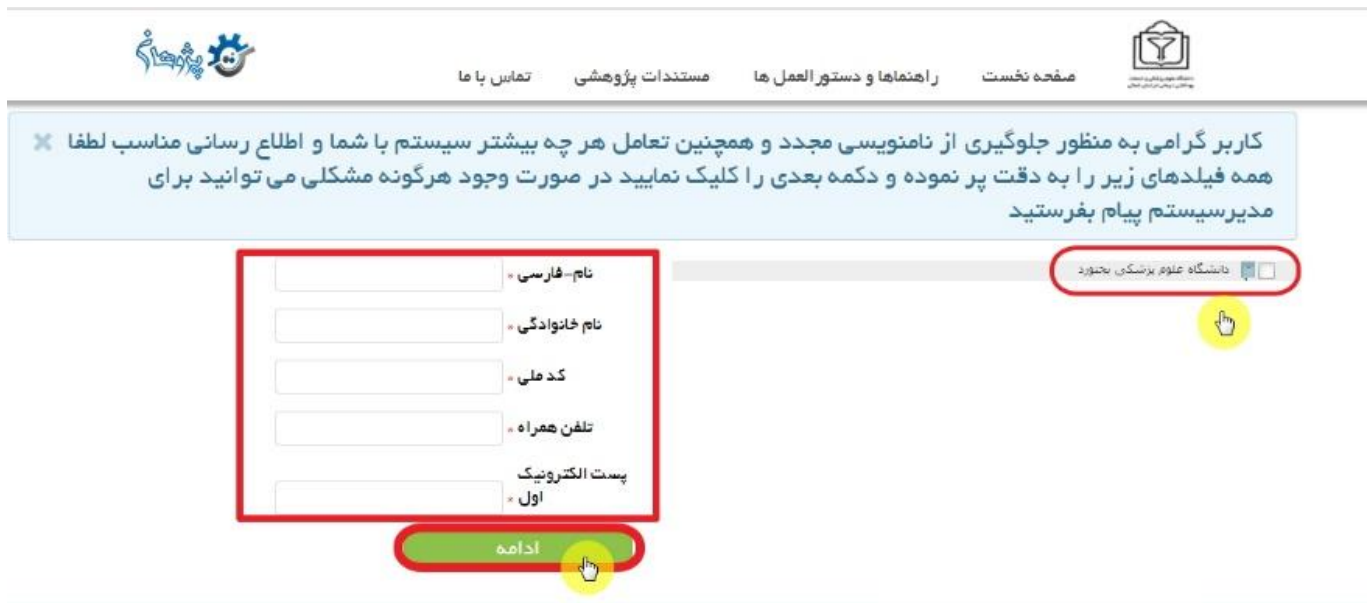 صفحه نخست
راهنماها و دستور العمل ها
مستندات پژوهشی
تماس با ما
پژوهان
کاربر گرامی به منظور جلوگیری از نامنویسی مجدد و همچنین تعامل هر چه بیشتر سیستم با شما و اطلاع رسانی مناسب لطفا
همه فیلدهای زیر را به دقت پر نموده و دکمه بعدی را کلیک نمایید در صورت وجود هرگونه مشکلی می توانید برای
مدیرسیستم پیام بفرستید
دانشگاه علوم پزشکی بجنورد
نام-فارسی *
نام خانوادگی *
کد ملی *
تلفن همراه *
پست الکترونیک
اول *
ادامه